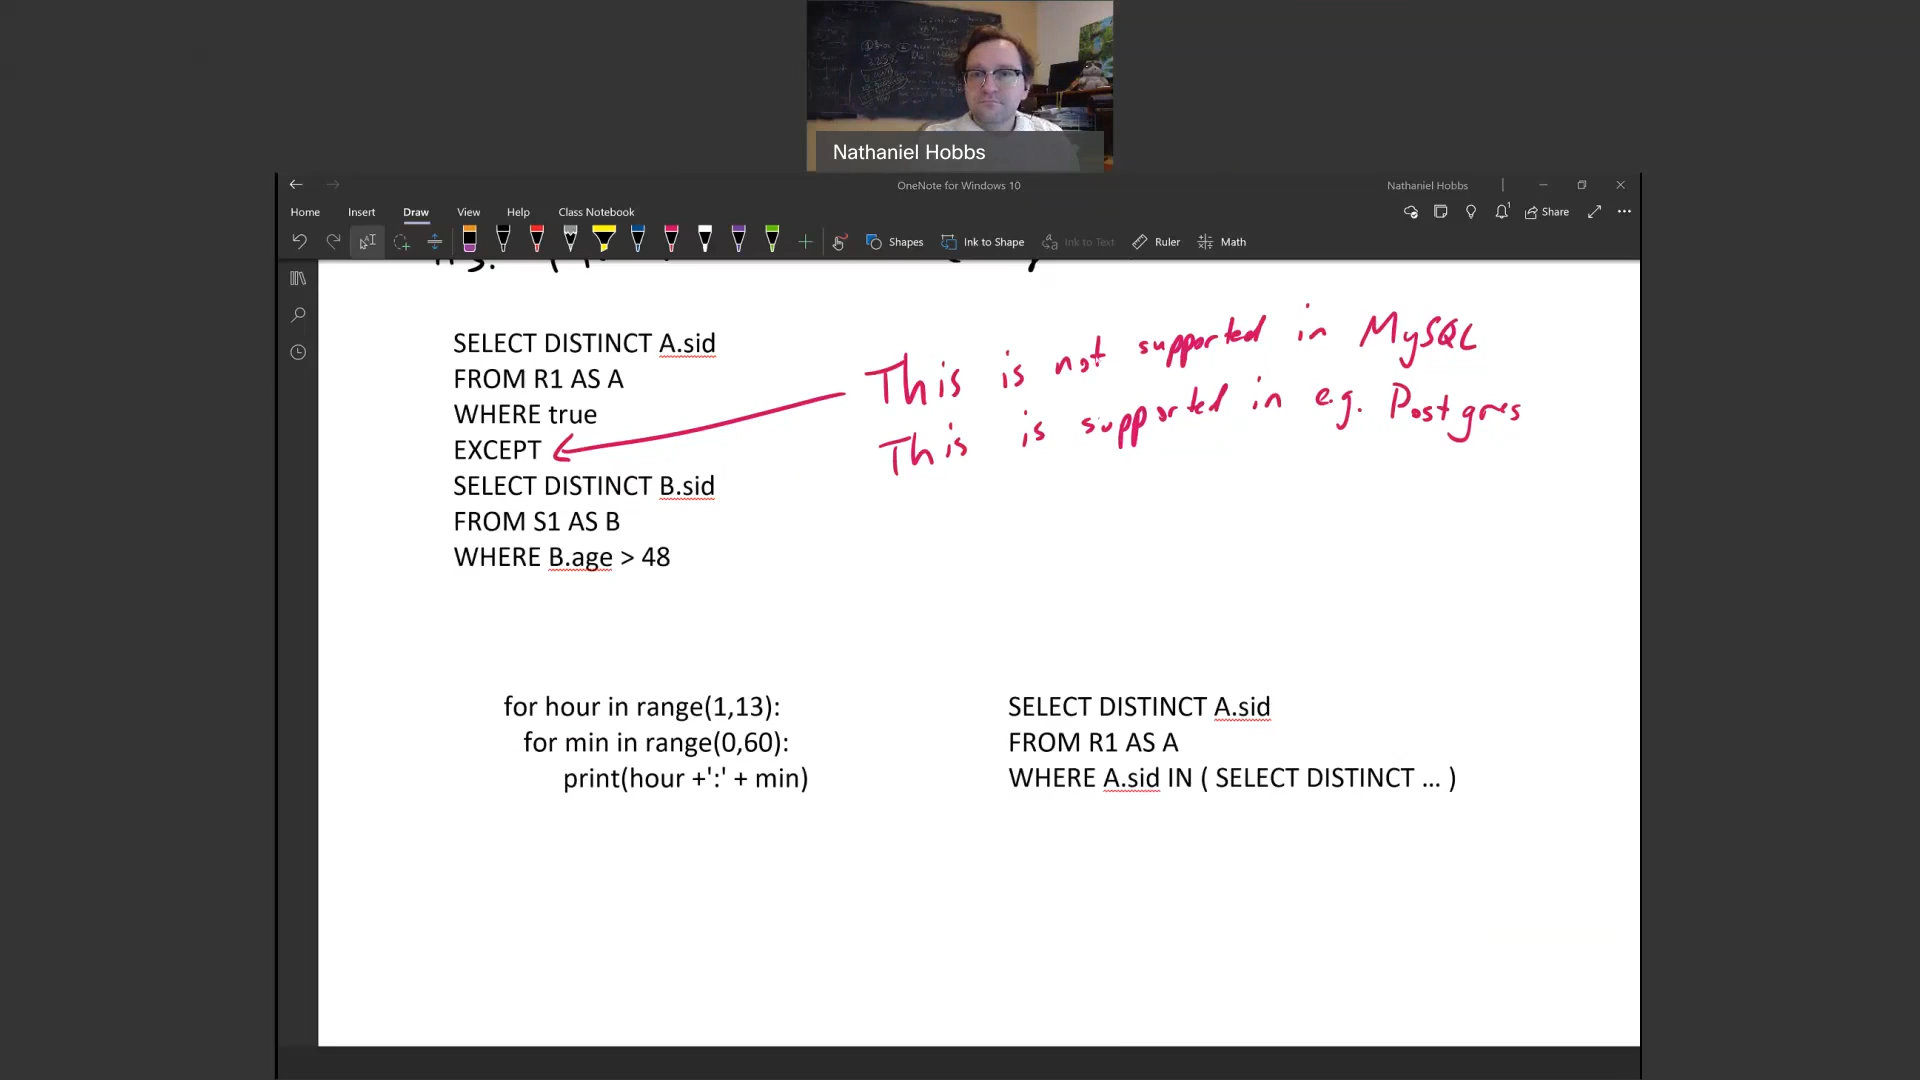 Nathaniel Hobbs
OneNote for Windows 10
Nathaniel Hobbs
Home Insert Draw View Help Class Notebook
1
Share
Shapes Ink to Shape Ink to Text Ruler Math
SELECT DISTINCT A.sid
FROM R1 AS A
WHERE true
EXCEPT
SELECT DISTINCT B.sid
FROM S1 AS B
WHERE B.age > 48
This is not supported in MySQL
This is supported in e.g. Postgres
for hour in range(1,13):
for min in range(0,60):
print(hour +':' + min)
SELECT DISTINCT A.sid
FROM R1 AS A
WHERE A.sid IN ( SELECT DISTINCT ... )